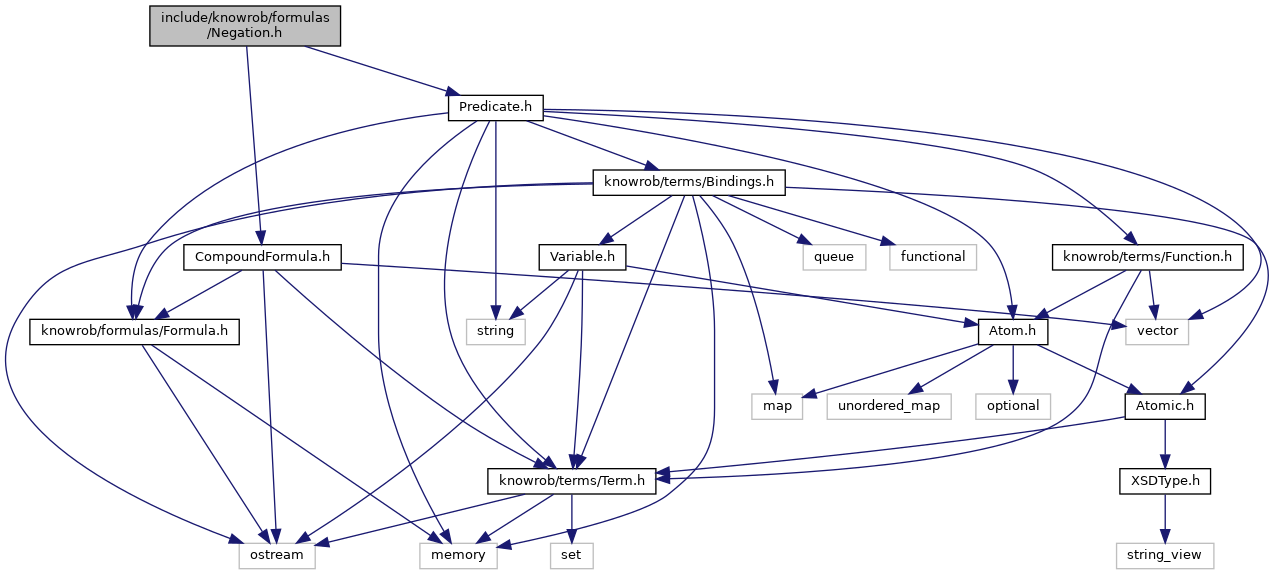 include/knowrob/formulas
/Negation.h
Predicate.h
knowrob/terms/Bindings.h
CompoundFormula.h
Variable.h
queue
functional
knowrob/terms/Function.h
knowrob/formulas/Formula.h
string
Atom.h
vector
map
unordered_map
optional
Atomic.h
knowrob/terms/Term.h
XSDType.h
ostream
memory
set
string_view